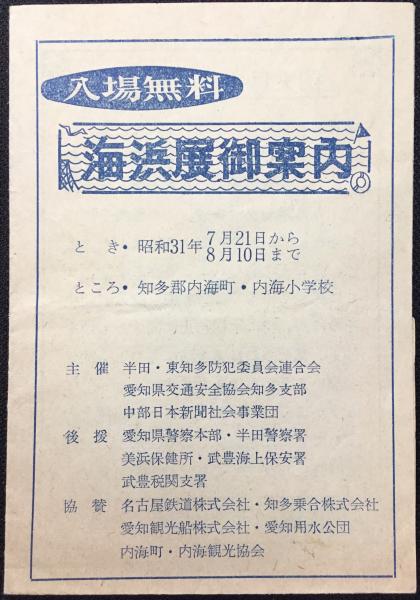 入場無料
海浜展御案内
とき・昭和31年7月21日から
8月10日まで
ところ・知多郡内海町・内海小学校
主催 半田・東知多防犯委員会連合会
愛知県交通安全協会知多支部
中部日本新聞社会事業団
後援 愛知県警察本部・半田警察署
美浜保健所・武豊海上保安署
武豊税関支署
協賛 名古屋鉄道株式会社・知多乗合株式会社
愛知観光船株式会社・愛知用水公団
内海町・内海観光協会